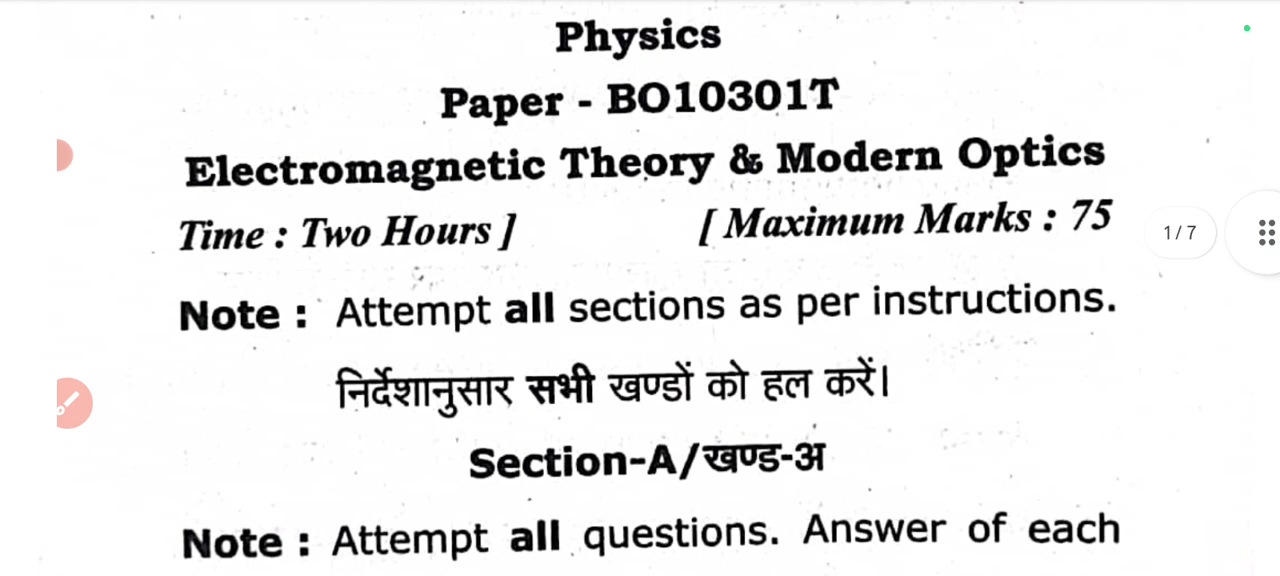 Physics
Paper - BO10301T
Electromagnetic Theory & Modern Optics
Time : Two Hours ] [ Maximum Marks : 75
1 / 7
Note : Attempt all sections as per instructions.
निर्देशानुसार सभी खण्डों को हल करें।
Section-A/खण्ड-अ
Note : Attempt all questions. Answer of each